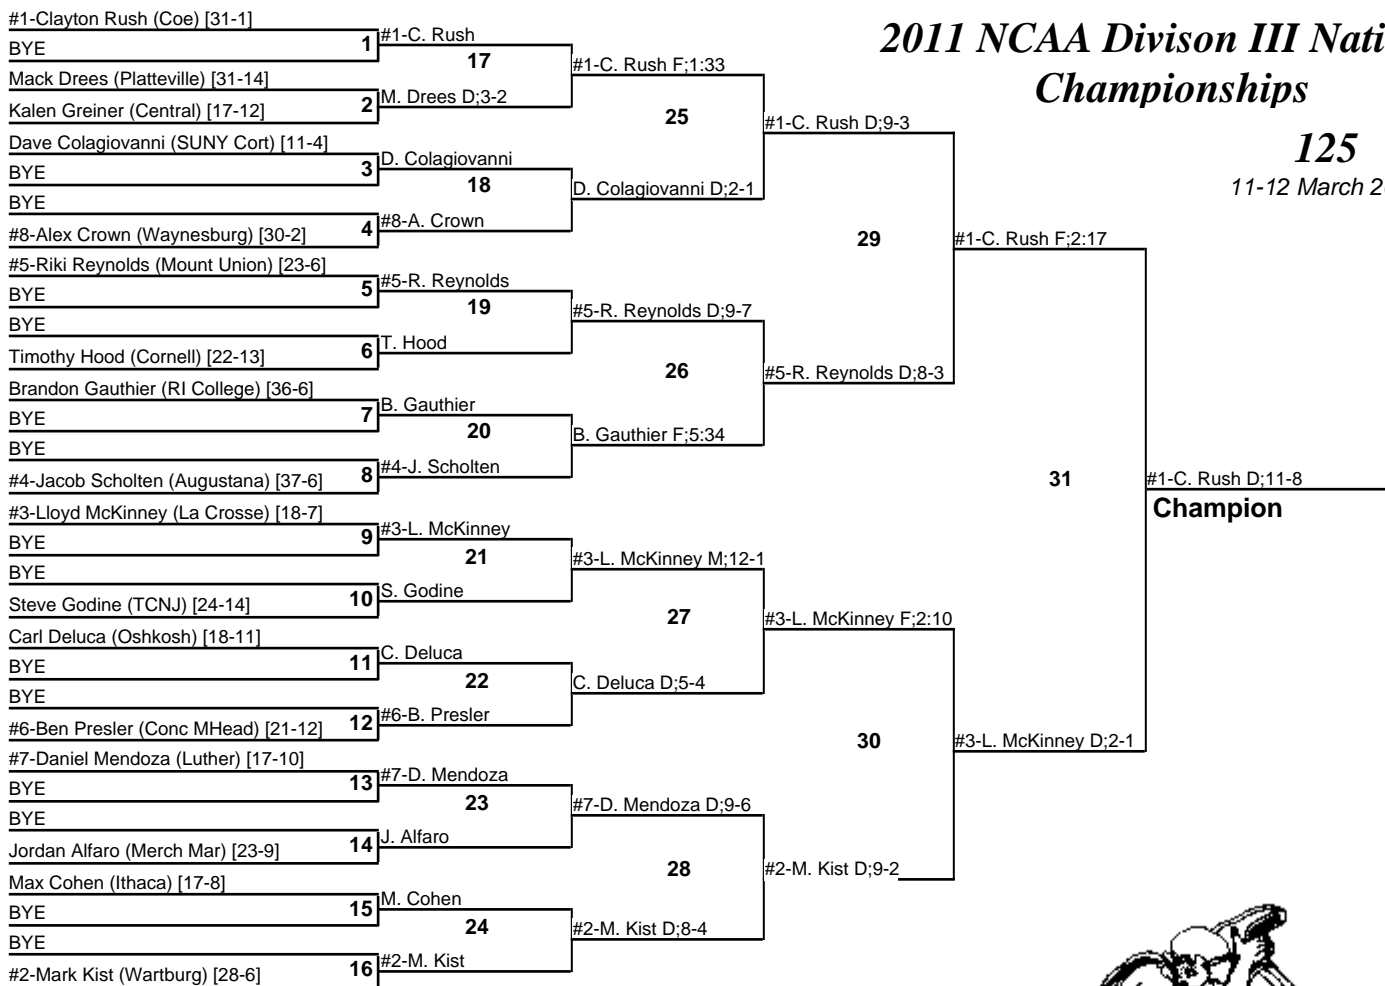 2011 NCAA Divison III Nati
Championships
125
11-12 March 2
#1-Clayton Rush (Coe) [31-1]
BYE
Mack Drees (Platteville) [31-14]
Kalen Greiner (Central) [17-12]
Dave Colagiovanni (SUNY Cort) [11-4]
BYE
BYE
#8-Alex Crown (Waynesburg) [30-2]
#5-Riki Reynolds (Mount Union) [23-6]
BYE
BYE
Timothy Hood (Cornell) [22-13]
Brandon Gauthier (RI College) [36-6]
BYE
BYE
#4-Jacob Scholten (Augustana) [37-6]
#3-Lloyd McKinney (La Crosse) [18-7]
BYE
BYE
Steve Godine (TCNJ) [24-14]
Carl Deluca (Oshkosh) [18-11]
BYE
BYE
#6-Ben Presler (Conc MHead) [21-12]
#7-Daniel Mendoza (Luther) [17-10]
BYE
BYE
Jordan Alfaro (Merch Mar) [23-9]
Max Cohen (Ithaca) [17-8]
BYE
BYE
#2-Mark Kist (Wartburg) [28-6]
1
2
3
4
5
6
7
8
9
10
11
12
13
14
15
16
#1-C. Rush
17
M. Drees D;3-2
D. Colagiovanni
18
#8-A. Crown
#5-R. Reynolds
19
T. Hood
B. Gauthier
20
#4-J. Scholten
#3-L. McKinney
21
S. Godine
C. Deluca
22
#6-B. Presler
#7-D. Mendoza
23
J. Alfaro
M. Cohen
24
#2-M. Kist
#1-C. Rush F;1:33
25
D. Colagiovanni D;2-1
#5-R. Reynolds D;9-7
26
B. Gauthier F;5:34
#3-L. McKinney M;12-1
27
C. Deluca D;5-4
#7-D. Mendoza D;9-6
28
#2-M. Kist D;8-4
#1-C. Rush D;9-3
29
#5-R. Reynolds D;8-3
#3-L. McKinney F;2:10
30
#2-M. Kist D;9-2
#1-C. Rush F;2:17
31
#3-L. McKinney D;2-1
#1-C. Rush D;11-8
Champion